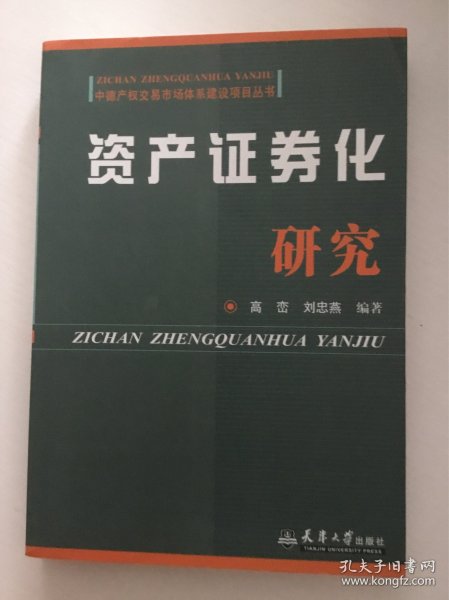 ZICHAN ZHENGQUANHUA YANJIU
中德产权交易市场体系建设项目丛书
资产证券化
研究
高峦 刘忠燕 编著
ZICHAN ZHENGQUANHUA YANJIU
天津大学出版社
TIANJIN UNIVERSITY PRESS
孔夫子旧书网
www.kongfz.com